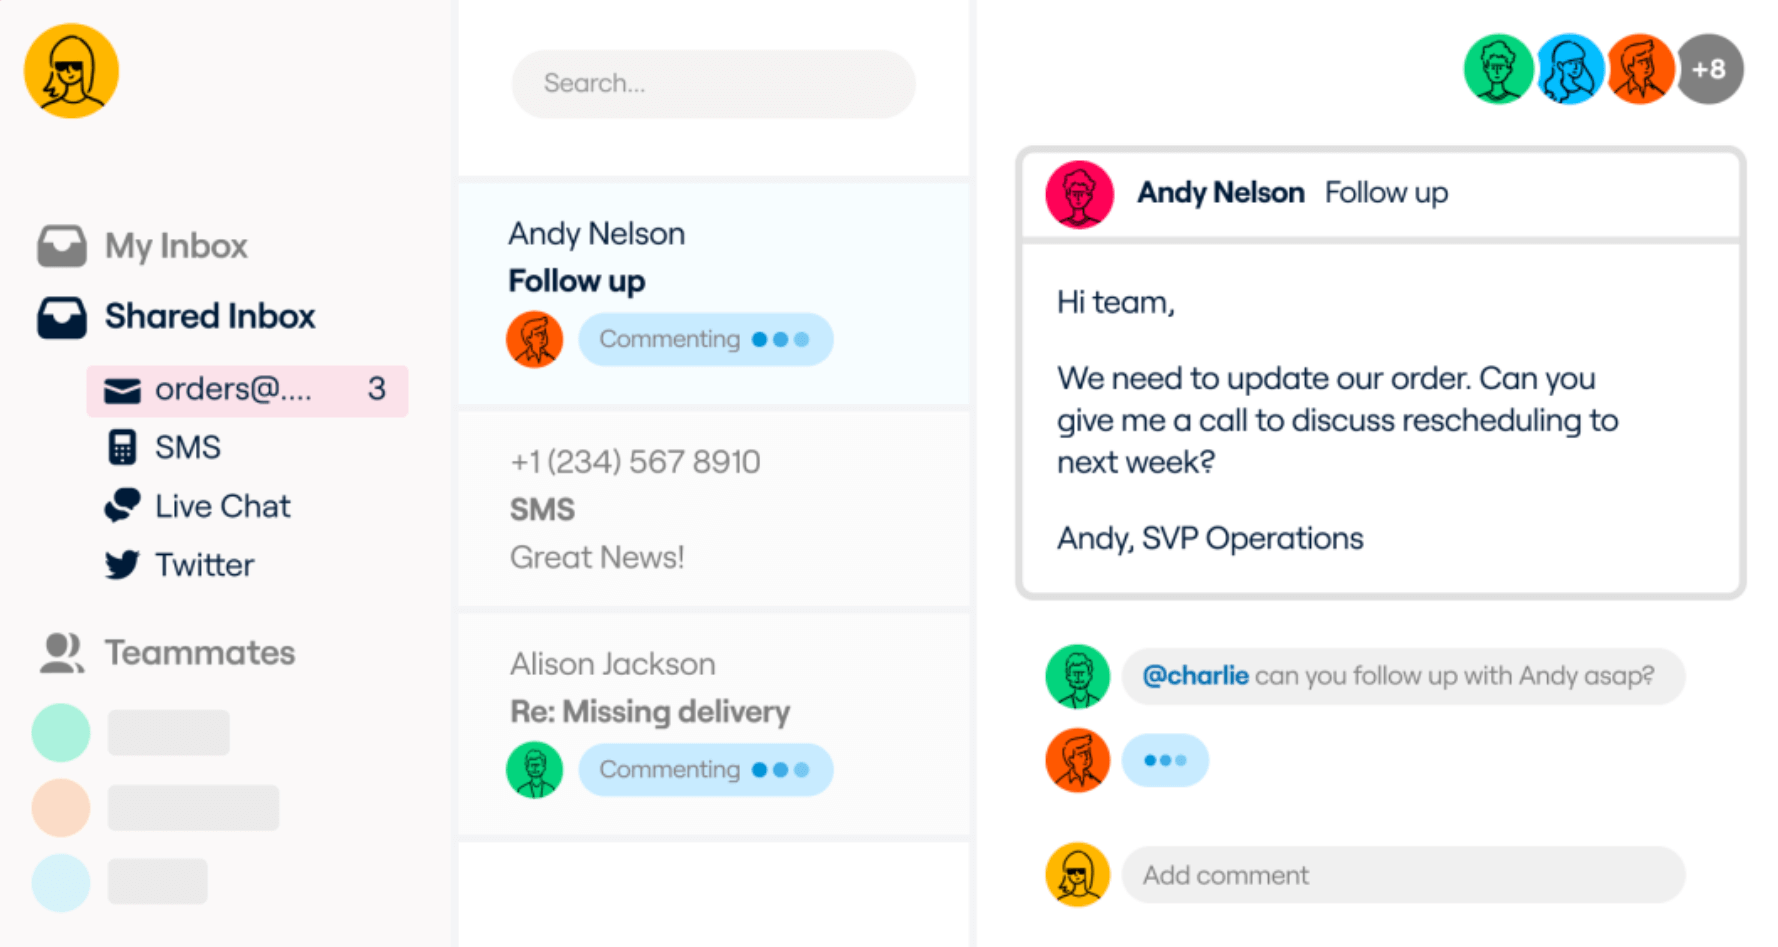 My Inbox
Shared Inbox
orders@.... 3
SMS
Live Chat
Twitter
Teammates
Search...
Andy Nelson
Follow up
Commenting
+1 (234) 567 8910
SMS
Great News!
Alison Jackson
Re: Missing delivery
Commenting
+8
Andy Nelson Follow up
Hi team,
We need to update our order. Can you
give me a call to discuss rescheduling to
next week?
Andy, SVP Operations
@charlie can you follow up with Andy asap?
Add comment